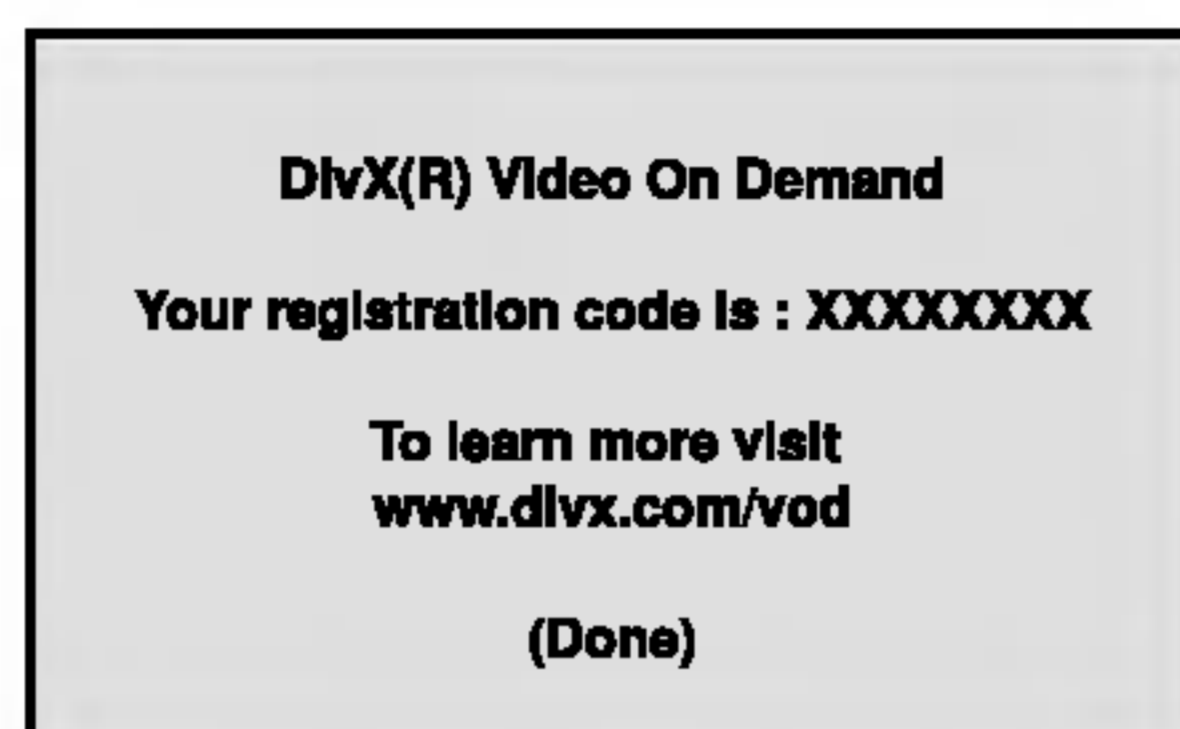 DivX(R) Video On Demand
Your registration code is : XXXXXXXX
To learn more visit
www.divx.com/vod
(Done)